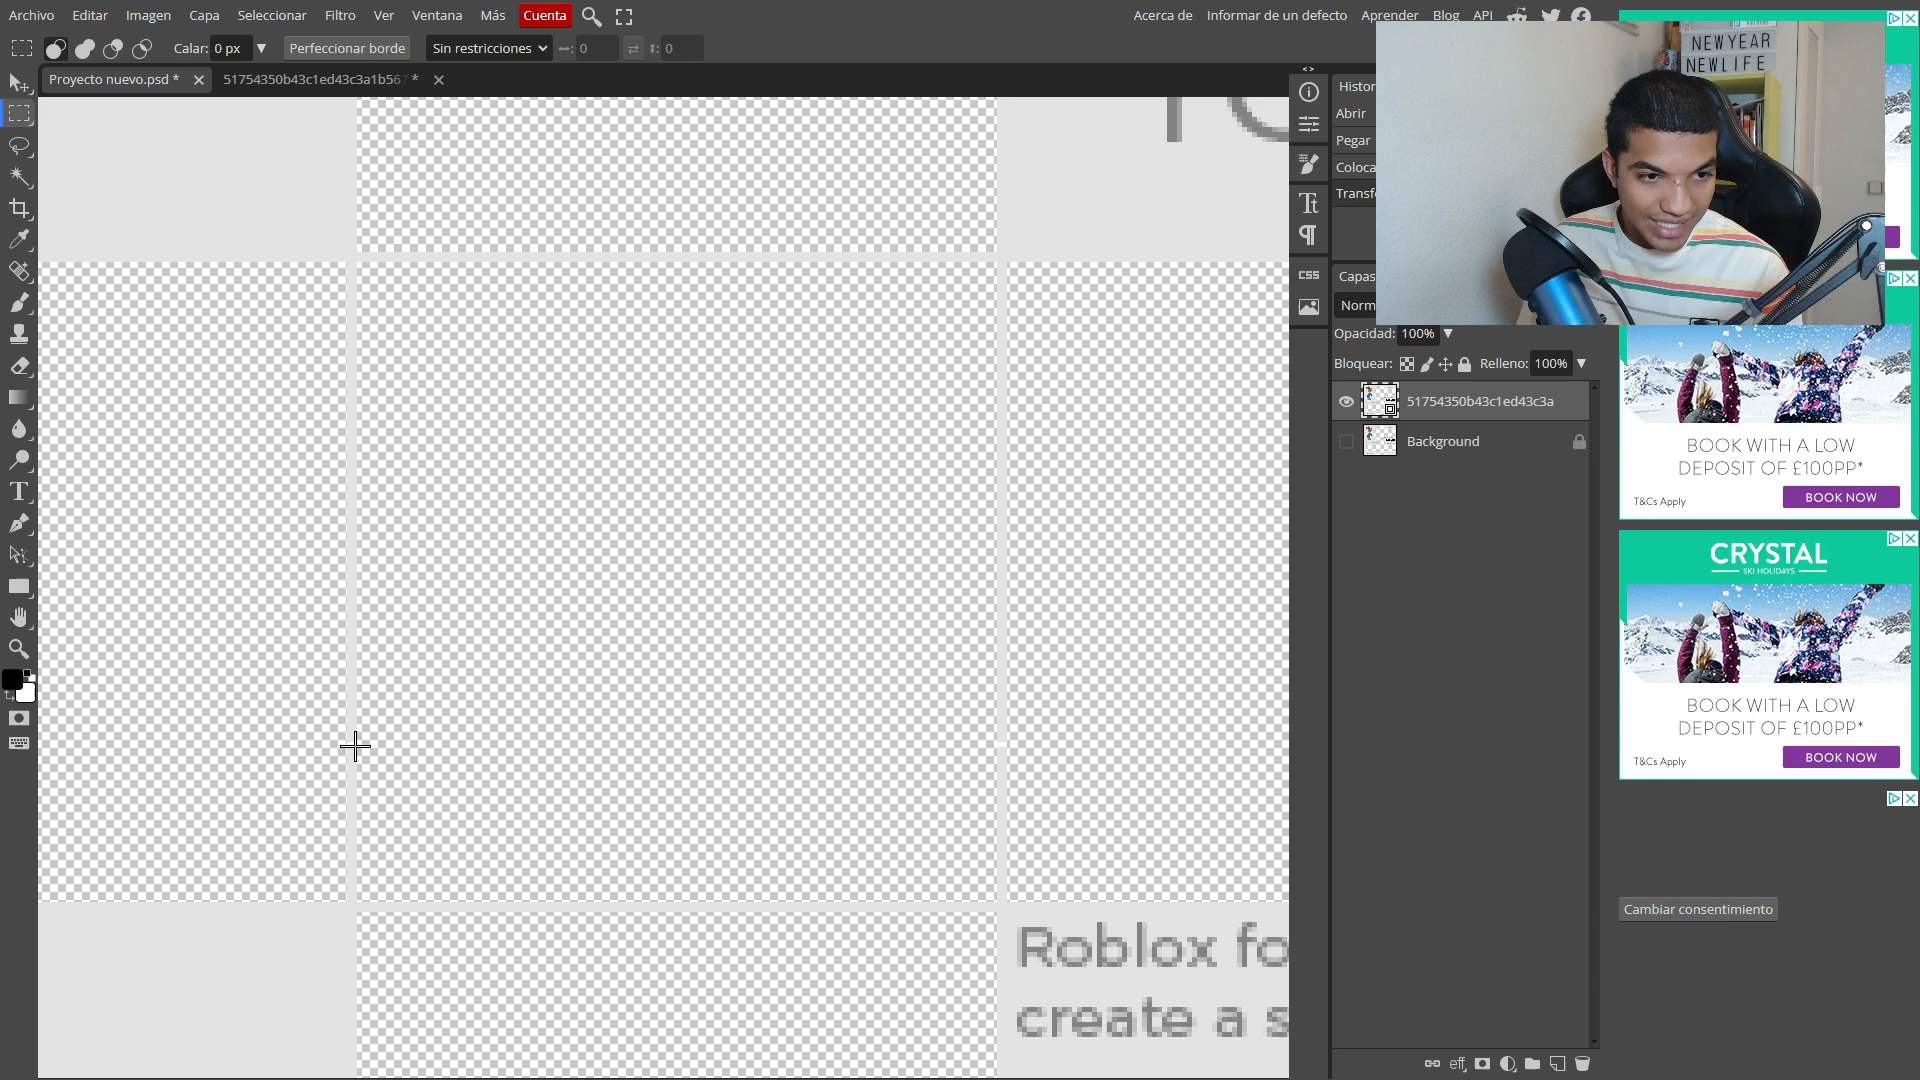 Archivo Editar Imagen Capa Seleccionar Filtro Ver Ventana Más Cuenta
Acerca de Informar de un defecto Aprender Blog API
Calar: 0 px Perfeccionar borde Sin restricciones 0 0
Proyecto nuevo.psd * 51754350b43c1ed43c3a1b567 *
NEW YEAR
NEW LIFE
Histor
Abrir
Pegar
Coloca
Transf
CSS
Capas
Norm
Opacidad: 100%
Bloquear: Relleno: 100%
51754350b43c1ed43c3a
Background
Roblox fo
create a s
eff
BOOK WITH A LOW
DEPOSIT OF £100PP*
T&Cs Apply
BOOK NOW
CRYSTAL
SKI HOLIDAYS
BOOK WITH A LOW
DEPOSIT OF £100PP*
T&Cs Apply
BOOK NOW
Cambiar consentimiento